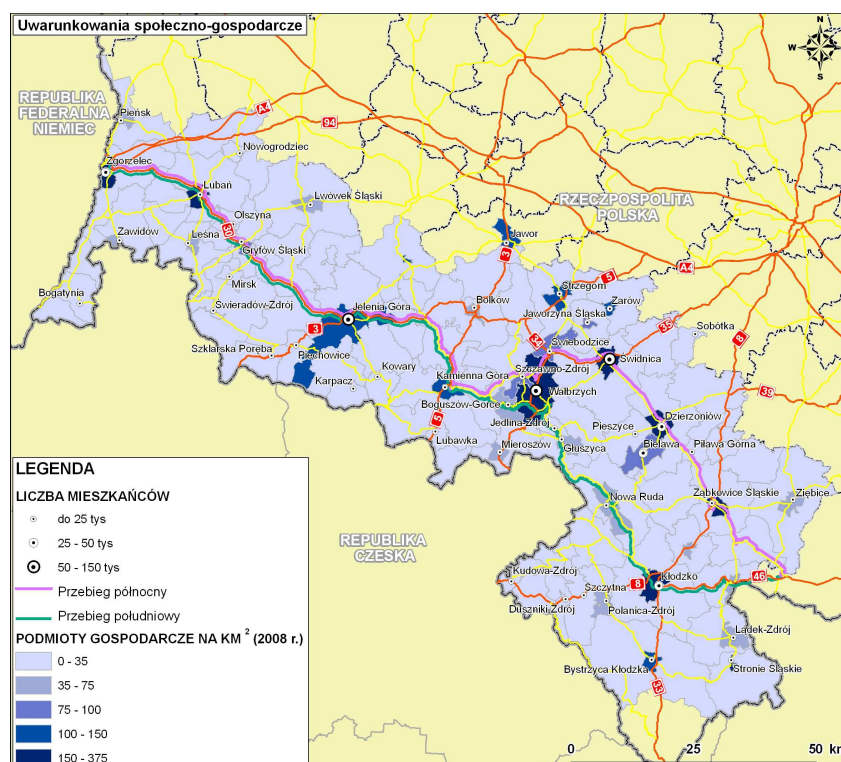 Uwarunkowania społeczno-gospodarcze
N
W E
S
REPUBLIKA
FEDERALNA
NIEMIEC
Pieńsk
A4
94
Nowogrodziec
Zgorzelec
Lubań
Lwówek Śląski
RZECZPOSPOLITA
POLSKA
Olszyna
30
Zawidów
Leśna
Gryfów Śląski
Jawor
3
5
A4
Mirsk
Strzegom
Bogatynia
Świeradów-Zdrój
Jelenia Góra
Bolków
Żarów
Jaworzyna Śląska
35
Sobótka
3
34
8
Szklarska Poręba
Piechowice
Świebodzice
Świdnica
Kowary
Kamienna Góra
Szczawno-Zdrój
Karpacz
Wałbrzych
39
Boguszów-Gorce
5
Jedlina-Zdrój
Dzierżoniów
Pieszyce
Lubawka
Mieroszów
Głuszyca
Bielawa
Piława Górna
Nowa Ruda
Ząbkowice Śląskie
Ziębice
REPUBLIKA
CZESKA
Kudowa-Zdrój
8
Kłodzko
46
Szczytna
Duszniki Zdrój
Polanica-Zdrój
Lądek-Zdrój
Bystrzyca Kłodzka
Stronie Śląskie
33
LEGENDA
LICZBA MIESZKAŃCÓW
do 25 tys
25 - 50 tys
50 - 150 tys
Przebieg północny
Przebieg południowy
PODMIOTY GOSPODARCZE NA KM 2 (2008 r.)
0 - 35
35 - 75
75 - 100
100 - 150
150 - 375
0 25 50 km